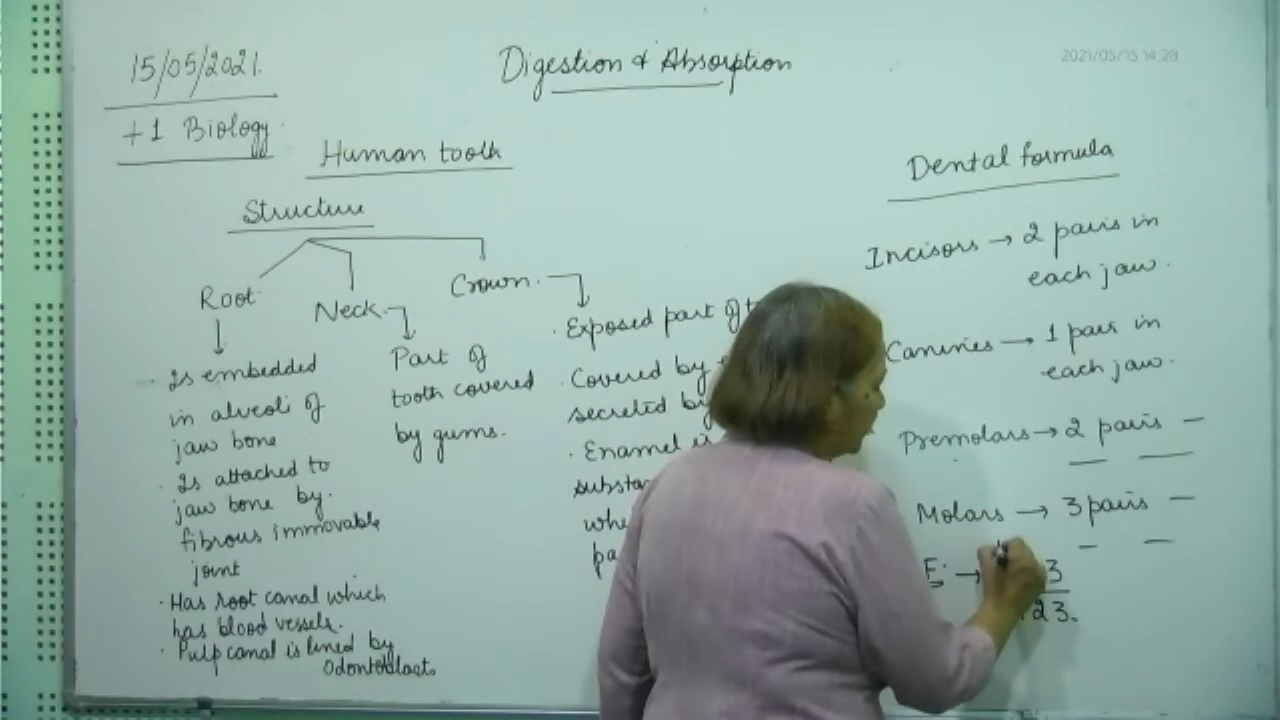 15/05/2021.
+1 Biology
Digestion & Absorption
2021/05/15 14:28
Human tooth
Structure
Root
Neck
Crown
Is embedded
in alveoli of
jaw bone
Is attached to
jaw bone by
fibrous immovable
joint
Has root canal which
has blood vessels.
Pulp canal is lined by
Odontoblasts
Part of
tooth covered
by gums.
Exposed part of
Covered by
secreted by
Enamel is
Dental formula
Incisors → 2 pairs in
each jaw.
Canines → 1 pair in
each jaw.
Premolars → 2 pairs —
— —
Molars → 3 pairs —
— —
3
23.